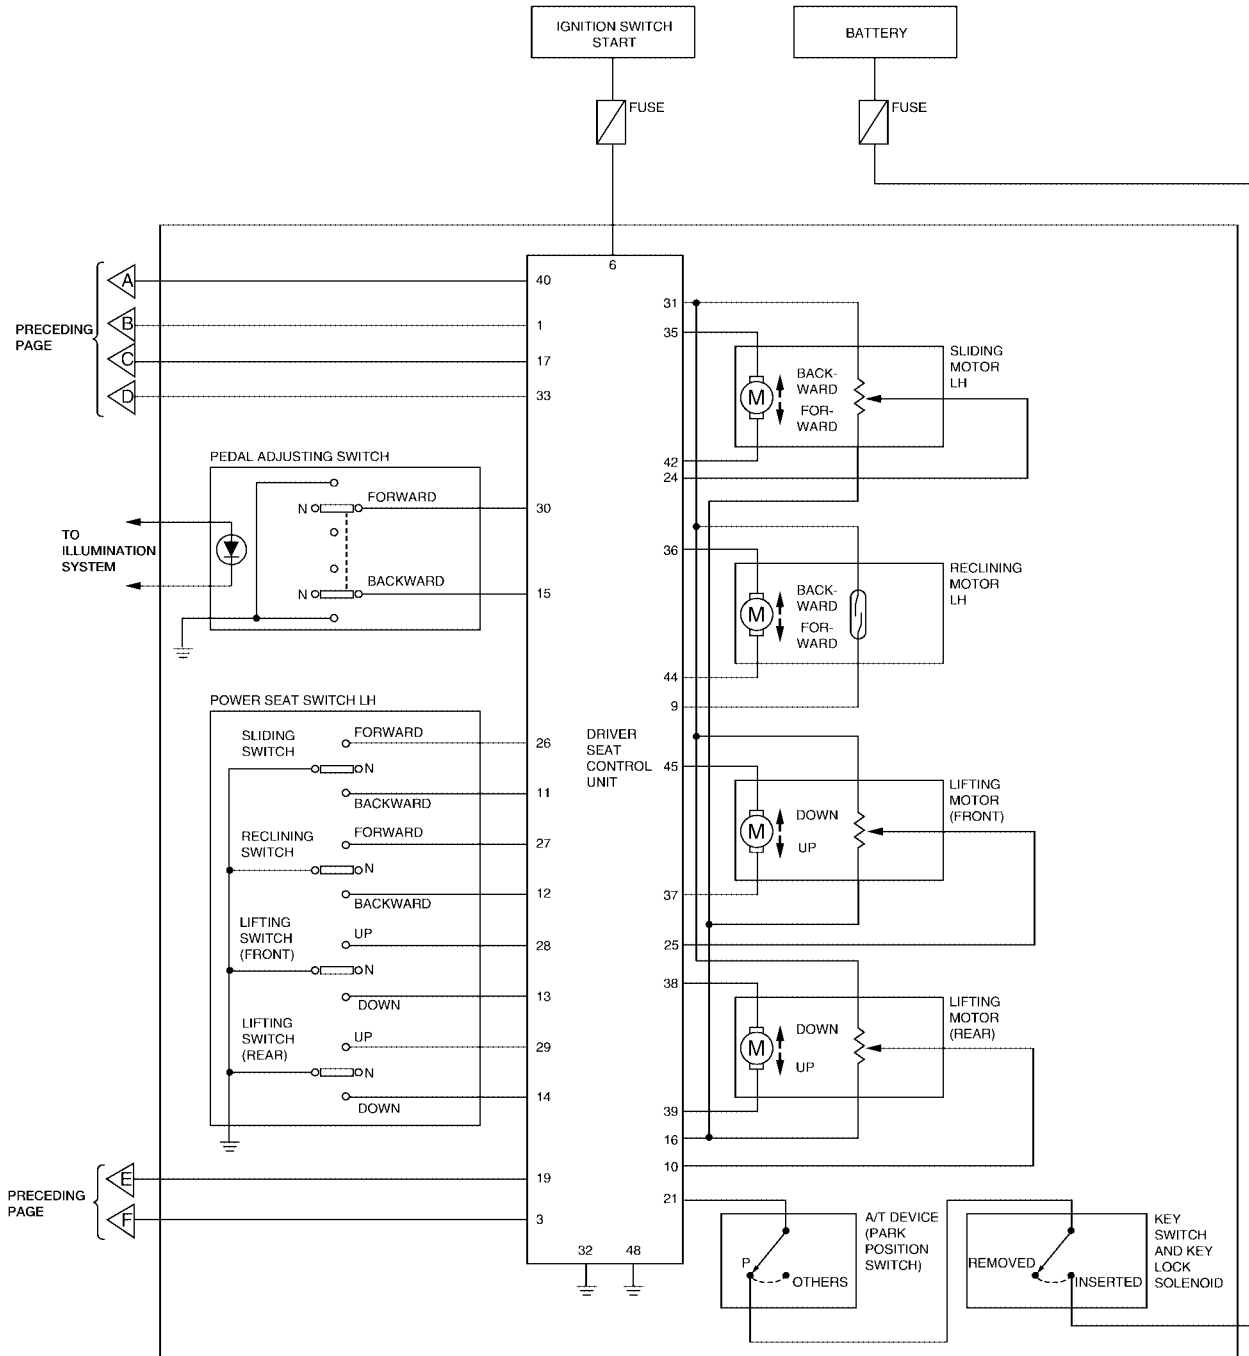 IGNITION SWITCH
START
BATTERY
FUSE
FUSE
6
A
40
31
B
1
35
PRECEDING
PAGE
C
17
D
33
SLIDING
MOTOR
LH
M
BACK-
WARD
FOR-
WARD
42
24
PEDAL ADJUSTING SWITCH
FORWARD
N
30
TO
ILLUMINATION
SYSTEM
BACKWARD
N
15
36
RECLINING
MOTOR
LH
M
BACK-
WARD
FOR-
WARD
44
9
POWER SEAT SWITCH LH
SLIDING
SWITCH
FORWARD
26
N
11
BACKWARD
RECLINING
SWITCH
FORWARD
27
N
12
BACKWARD
LIFTING
SWITCH
(FRONT)
UP
28
N
13
DOWN
LIFTING
SWITCH
(REAR)
UP
29
N
14
DOWN
DRIVER
SEAT
CONTROL
UNIT
45
LIFTING
MOTOR
(FRONT)
M
DOWN
UP
37
25
38
LIFTING
MOTOR
(REAR)
M
DOWN
UP
39
16
10
21
PRECEDING
PAGE
E
19
F
3
32
48
A/T DEVICE
(PARK
POSITION
SWITCH)
P
OTHERS
KEY
SWITCH
AND KEY
LOCK
SOLENOID
REMOVED
INSERTED